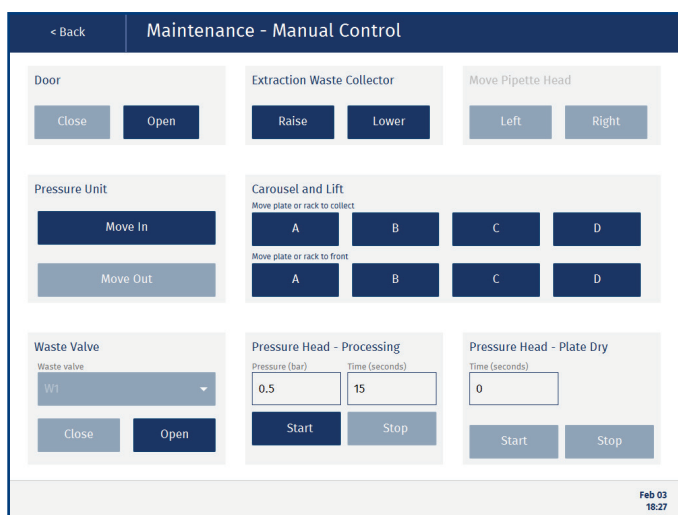 < Back
Maintenance - Manual Control
Door
Close
Open
Extraction Waste Collector
Raise
Lower
Move Pipette Head
Left
Right
Pressure Unit
Move In
Move Out
Carousel and Lift
Move plate or rack to collect
A
B
C
D
Move plate or rack to front
A
B
C
D
Waste Valve
Waste valve
W1
Close
Open
Pressure Head - Processing
Pressure (bar)
Time (seconds)
0.5
15
Start
Stop
Pressure Head - Plate Dry
Time (seconds)
0
Start
Stop
Feb 03
18:27